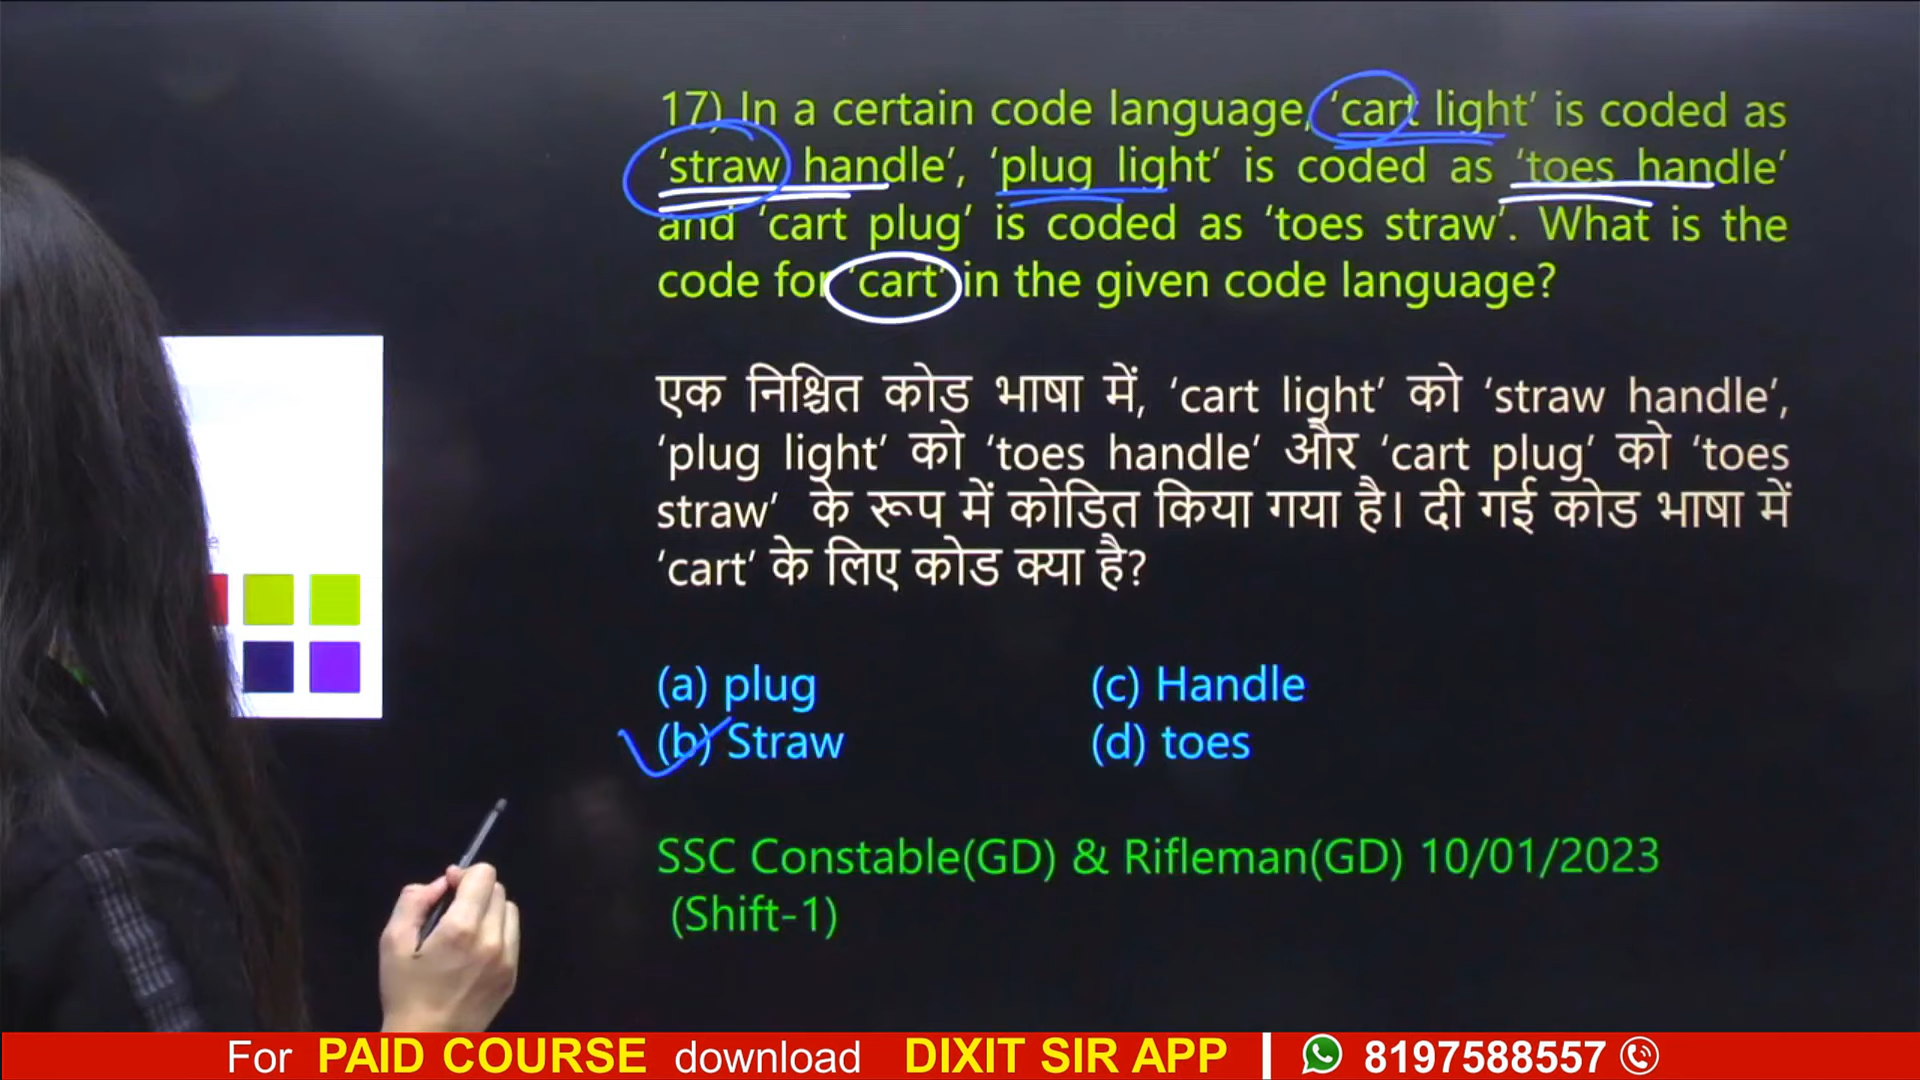 17) In a certain code language, ‘cart light’ is coded as
‘straw handle’, ‘plug light’ is coded as ‘toes handle’
and ‘cart plug’ is coded as ‘toes straw’. What is the
code for ‘cart’ in the given code language?
एक निश्चित कोड भाषा में, ‘cart light’ को ‘straw handle’,
‘plug light’ को ‘toes handle’ और ‘cart plug’ को ‘toes
straw’ के रूप में कोडित किया गया है। दी गई कोड भाषा में
‘cart’ के लिए कोड क्या है?
(a) plug (c) Handle
(b) Straw (d) toes
SSC Constable(GD) & Rifleman(GD) 10/01/2023
(Shift-1)
For PAID COURSE download DIXIT SIR APP | 8197588557